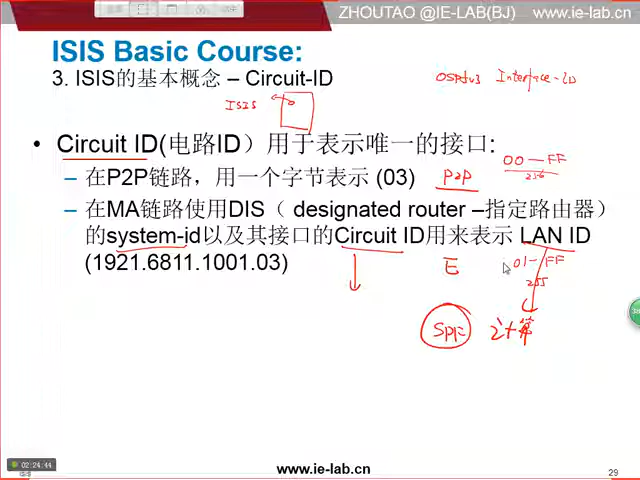 ZHOUTAO @IE-LAB(BJ) www.ie-lab.cn
ISIS Basic Course:
3. ISIS的基本概念 – Circuit-ID
OSPFv3 Interface-ID
ISIS
• Circuit ID(电路ID）用于表示唯一的接口:
00—FF
256
– 在P2P链路，用一个字节表示 (03)
P2P
– 在MA链路使用DIS（ designated router –指定路由器）
的system-id以及其接口的Circuit ID用来表示 LAN ID
(1921.6811.1001.03)
E
01-FF
255
SPF
计算
02:24:44
www.ie-lab.cn
29